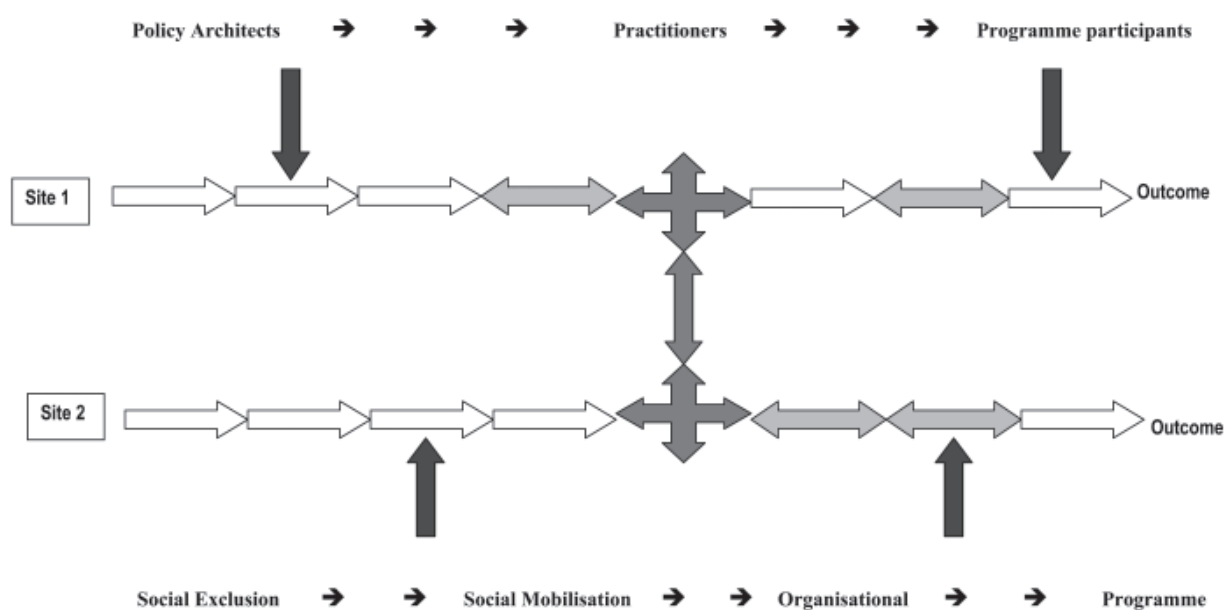 Policy Architects → → → Practitioners → → → Programme participants
Site 1
Outcome
Site 2
Outcome
Social Exclusion → → Social Mobilisation → → Organisational → → Programme